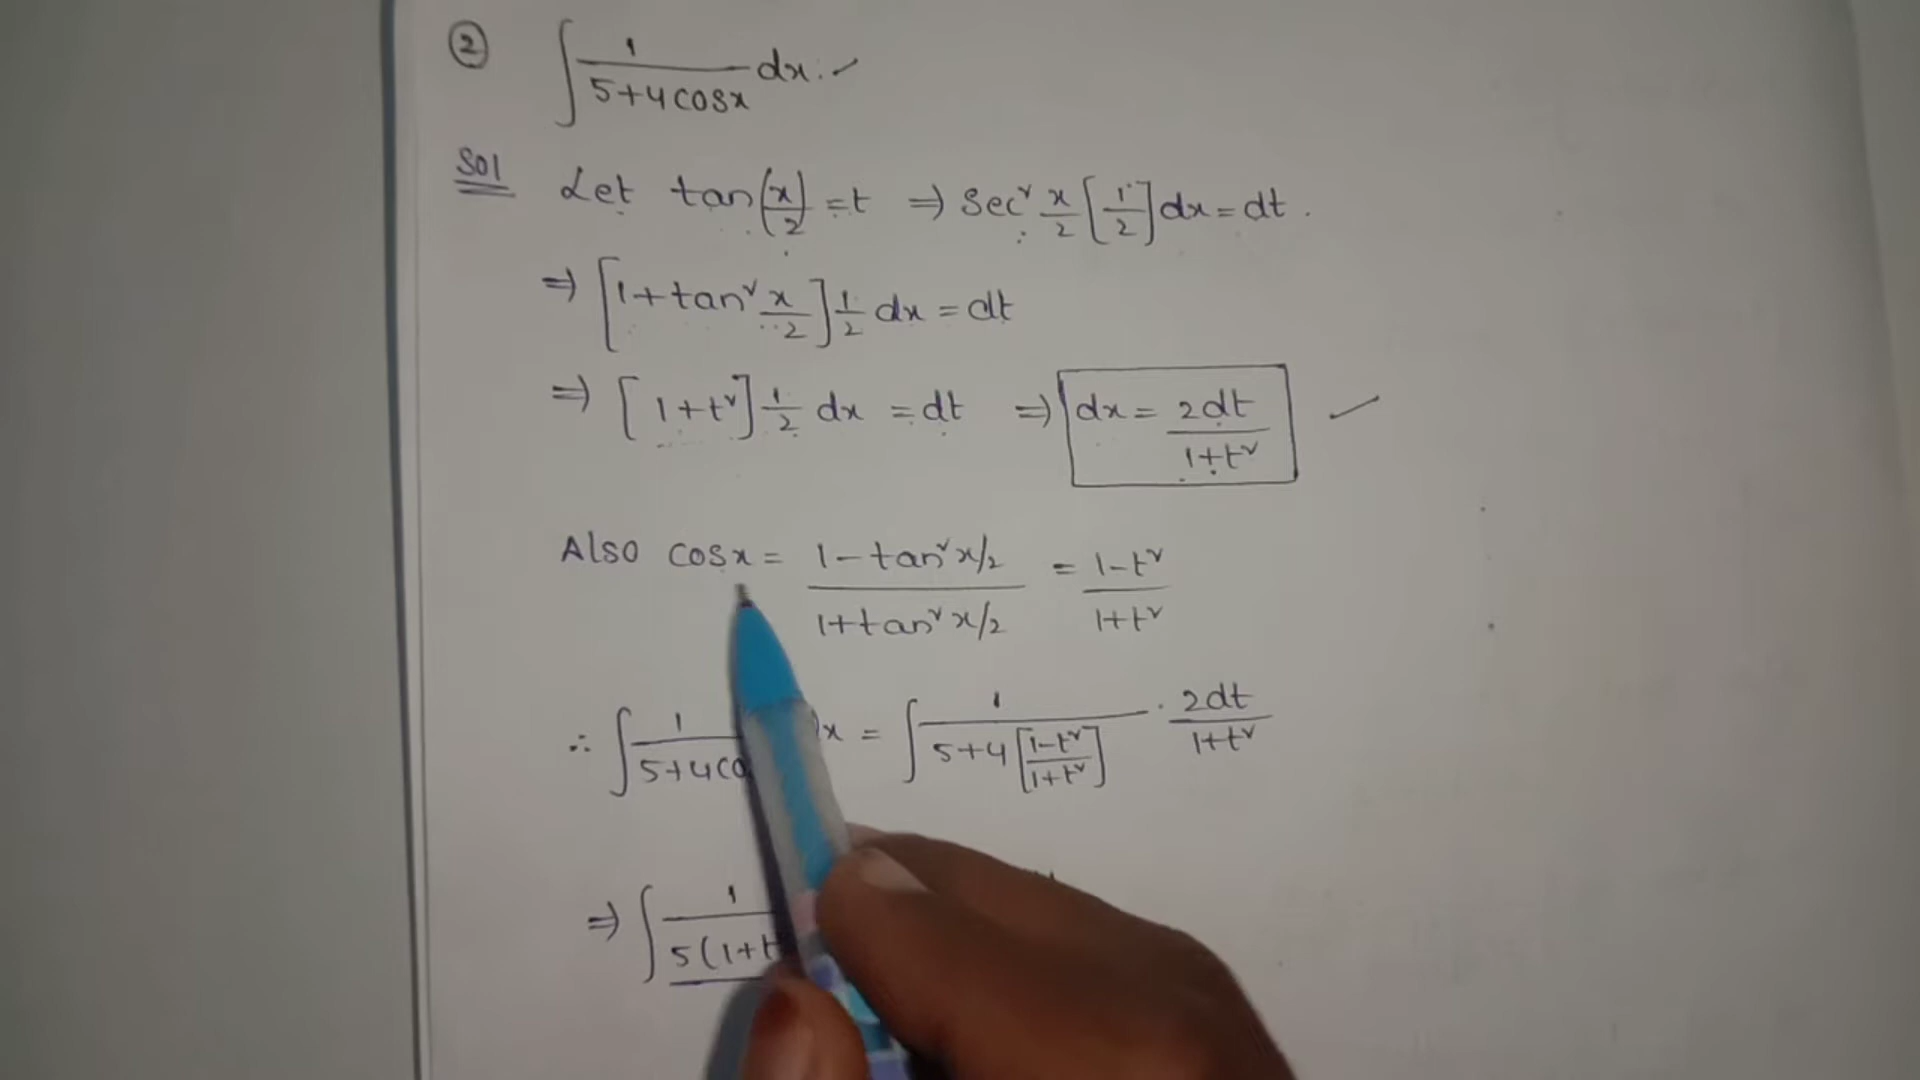 ② ∫ 1/(5+4cosx) dx. ✓
Sol Let tan(x/2) = t ⇒ Sec² x/2 [1/2] dx = dt.
⇒ [1+tan² x/2] 1/2 dx = dt
⇒ [1+t²] 1/2 dx = dt ⇒ dx = 2dt/(1+t²) ✓
Also cosx = (1-tan² x/2)/(1+tan² x/2) = (1-t²)/(1+t²)
∴ ∫ 1/(5+4co x = ∫ 1/(5+4[(1-t²)/(1+t²)]) · 2dt/(1+t²)
⇒ ∫ 1/(5(1+t